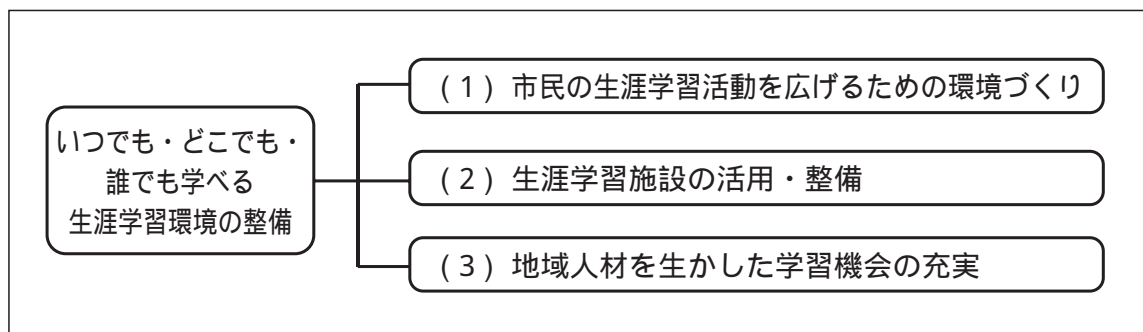 いつでも・どこでも・
誰でも学べる
生涯学習環境の整備
(1) 市民の生涯学習活動を広げるための環境づくり
(2) 生涯学習施設の活用・整備
(3) 地域人材を生かした学習機会の充実